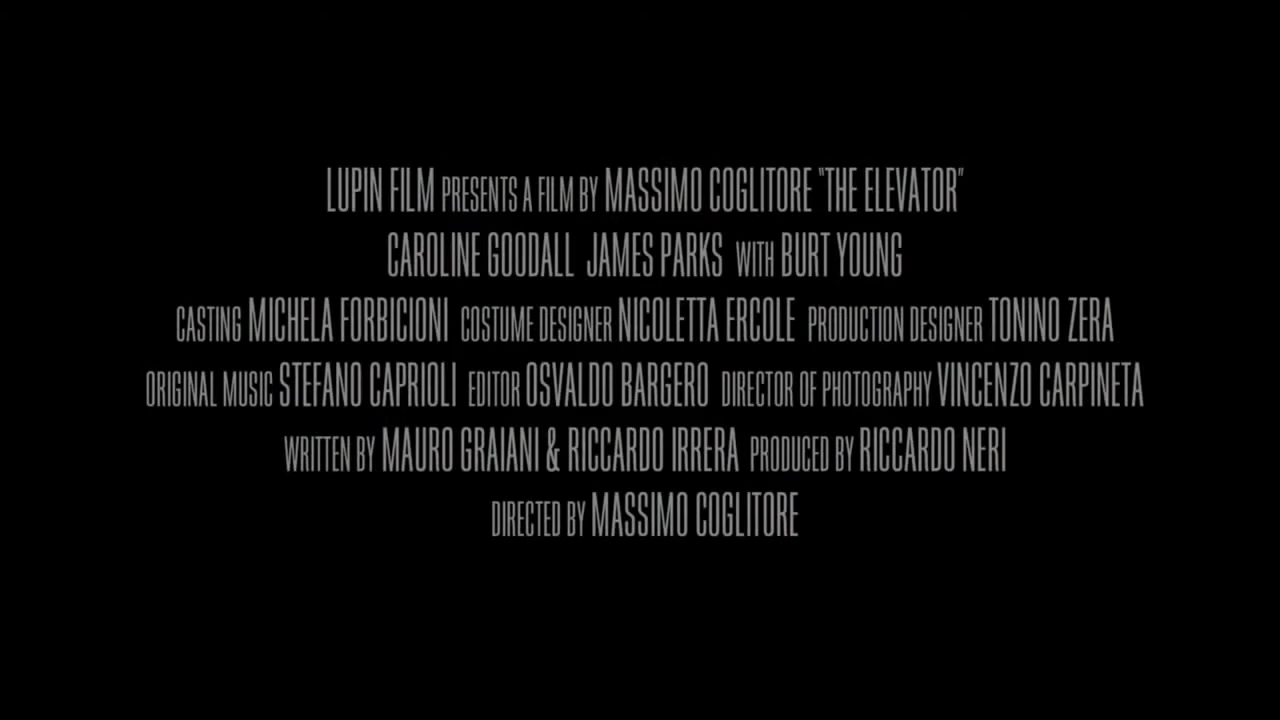 LUPIN FILM PRESENTS A FILM BY MASSIMO COGLITORE "THE ELEVATOR"
CAROLINE GOODALL JAMES PARKS WITH BURT YOUNG
CASTING MICHELA FORBICIONI COSTUME DESIGNER NICOLETTA ERCOLE PRODUCTION DESIGNER TONINO ZERA
ORIGINAL MUSIC STEFANO CAPRIOLI EDITOR OSVALDO BARGERO DIRECTOR OF PHOTOGRAPHY VINCENZO CARPINETA
WRITTEN BY MAURO GRAIANI & RICCARDO IRRERA PRODUCED BY RICCARDO NERI
DIRECTED BY MASSIMO COGLITORE